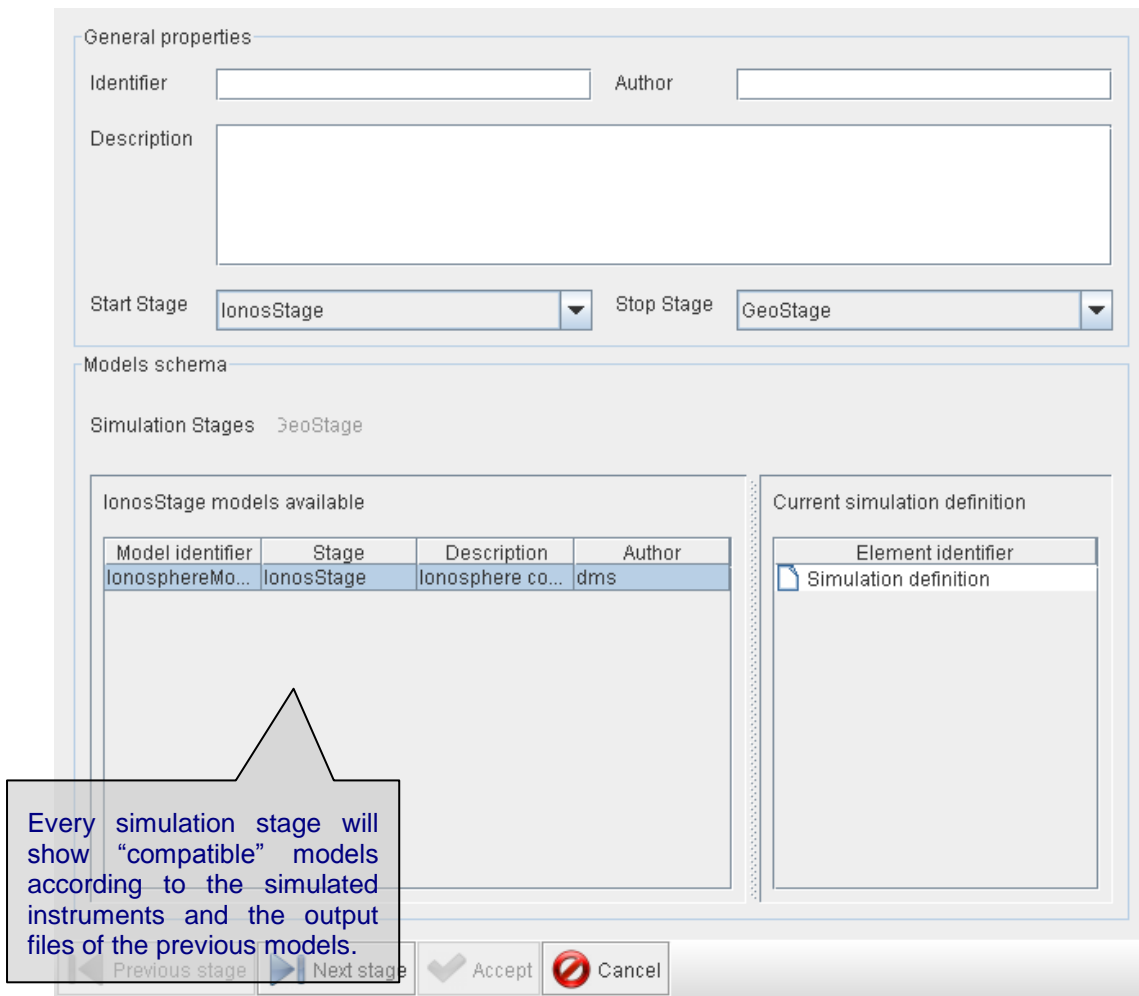 General properties
Identifier
Author
Description
Start Stage
IonosStage
Stop Stage
GeoStage
Models schema
Simulation Stages
GeoStage
IonosStage models available
Current simulation definition
Model identifier Stage Description Author
Element identifier
IonosphereMo... IonosStage Ionosphere co... dms
Simulation definition
Every simulation stage will
show “compatible” models
according to the simulated
instruments and the output
files of the previous models.
Previous stage
Next stage
Accept
Cancel